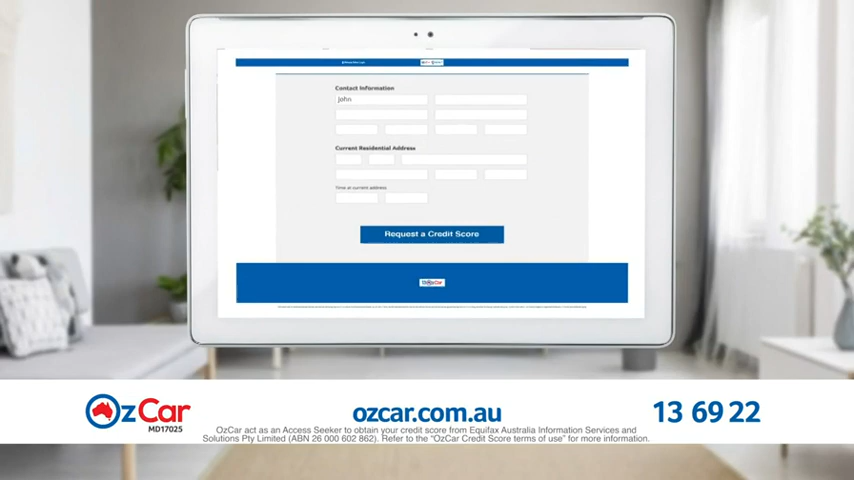 Contact Information
john
Current Residential Address
Time at current address
Request a Credit Score
OzCar
OzCar
MD17025
ozcar.com.au
13 69 22
OzCar act as an Access Seeker to obtain your credit score from Equifax Australia Information Services and
Solutions Pty Limited (ABN 26 000 602 862). Refer to the “OzCar Credit Score terms of use” for more information.